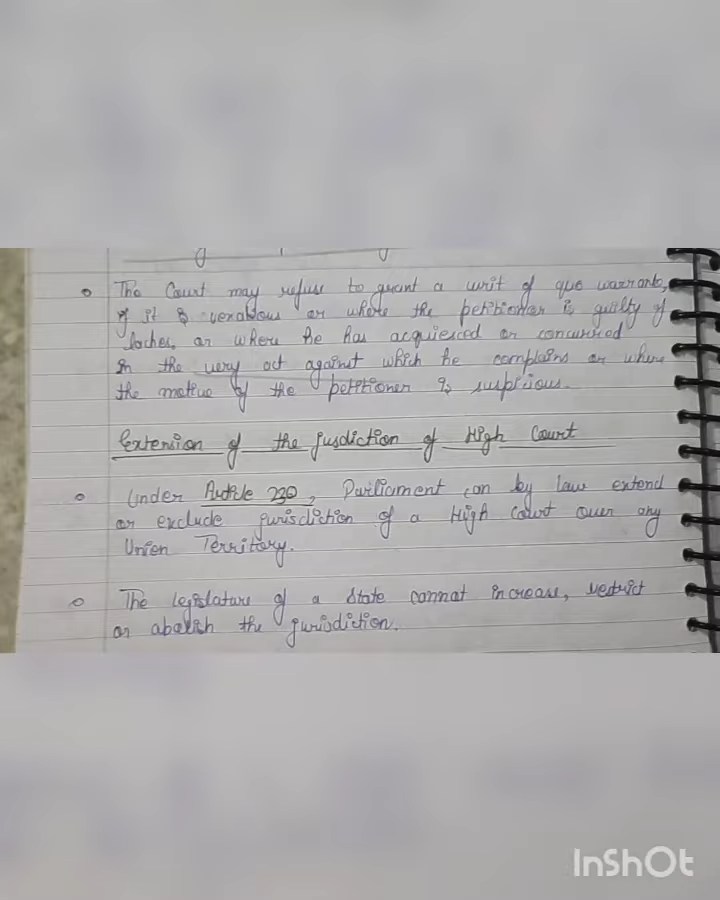 The Court may refuse to grant a writ of quo warranto,
if it is vexatious or where the petitioner is guilty of
laches, or where he has acquiesced or concurred
in the very act against which he complains or where
the motive of the petitioner is suspicious.
Extension of the jusdiction of High Court
Under Article 230, Parliament can by law extend
or exclude jurisdiction of a High Court over any
Union Territory.
The legislature of a State cannot increase, restrict
or abolish the jurisdiction.
InShOt